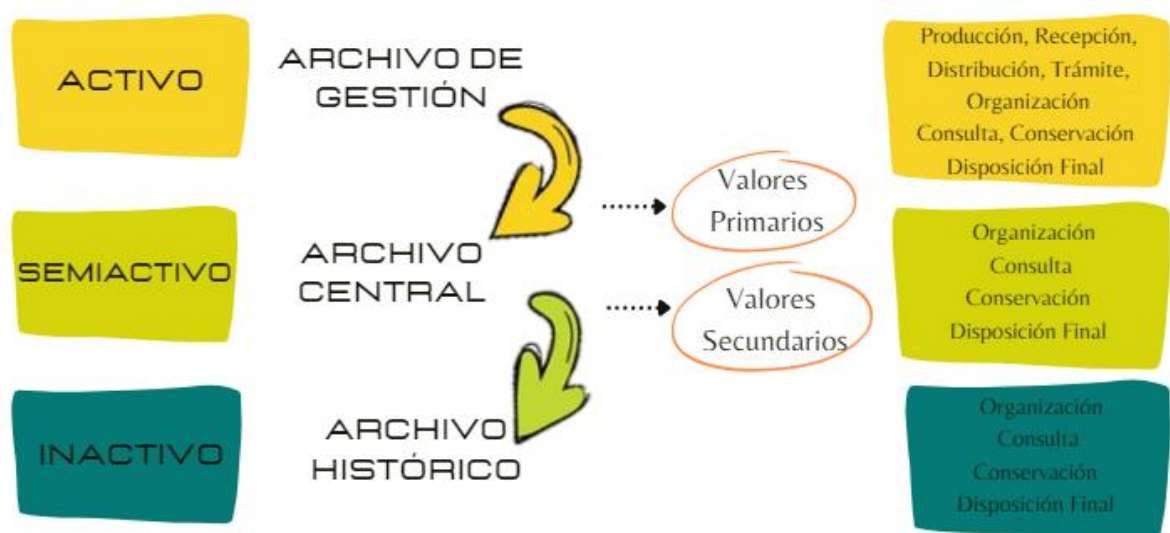 ACTIVO
ARCHIVO DE
GESTIÓN
Producción, Recepción,
Distribución, Trámite,
Organización
Consulta, Conservación
Disposición Final
Valores
Primarios
SEMIACTIVO
ARCHIVO
CENTRAL
Valores
Secundarios
Organización
Consulta
Conservación
Disposición Final
INACTIVO
ARCHIVO
HISTÓRICO
Organización
Consulta
Conservación
Disposición Final